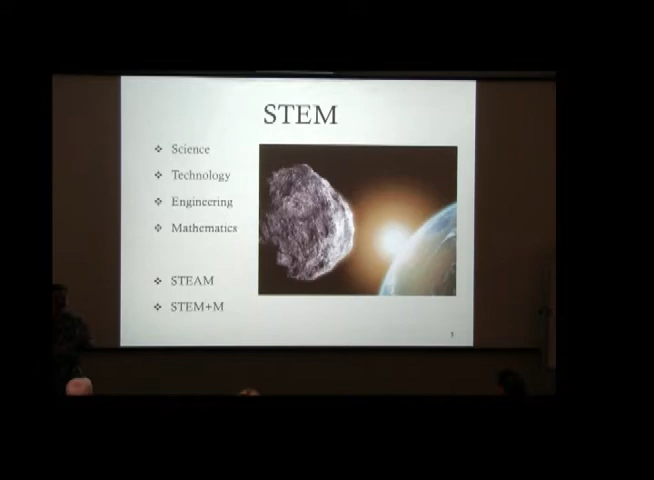 STEM
❖ Science
❖ Technology
❖ Engineering
❖ Mathematics
❖ STEAM
❖ STEM+M